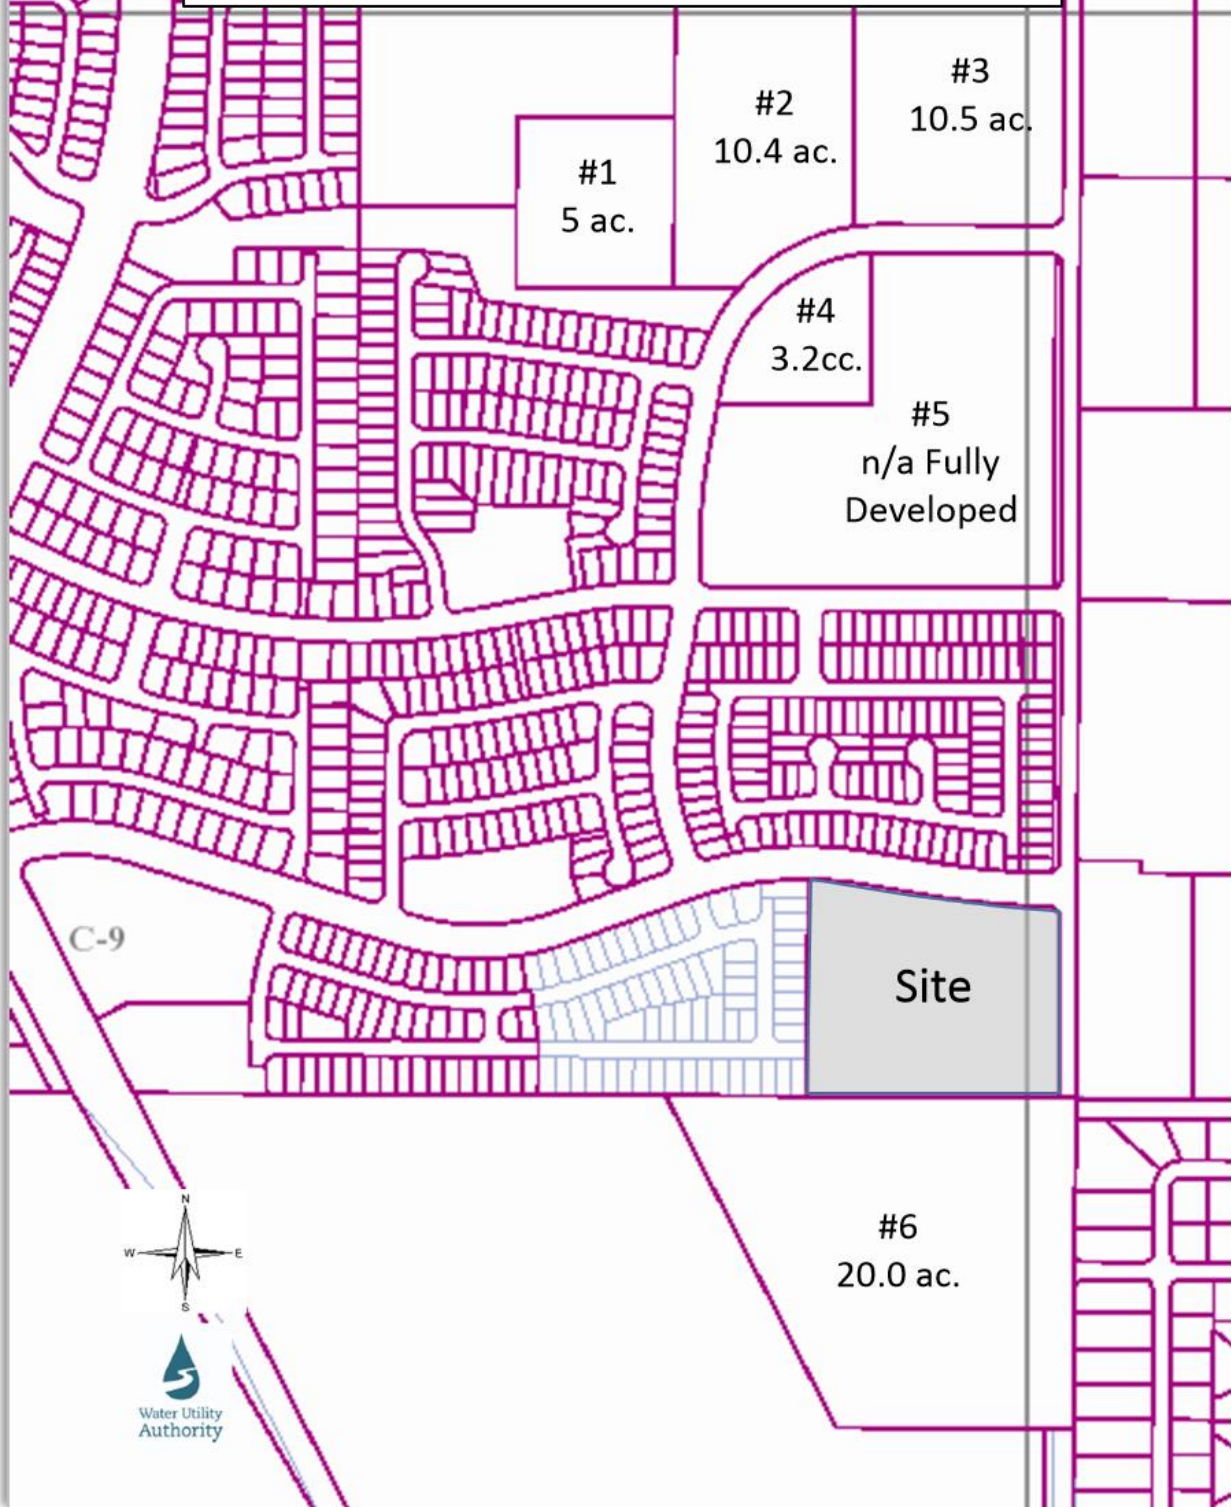 #3
10.5 ac.
#2
10.4 ac.
#1
5 ac.
#4
3.2cc.
#5
n/a Fully
Developed
C-9
Site
N
W E
S
#6
20.0 ac.
Water Utility
Authority